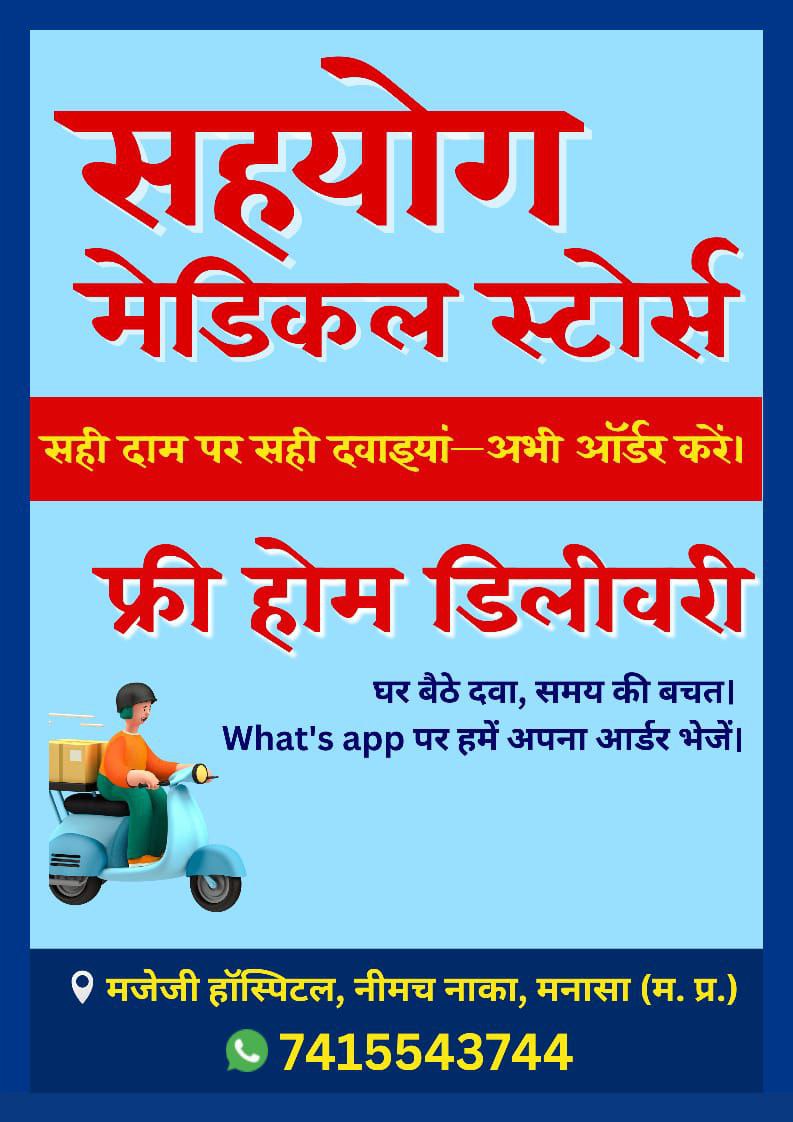 सहयोग
मेडिकल स्टोर्स
सही दाम पर सही दवाइयां—अभी ऑर्डर करें।
फ्री होम डिलीवरी
घर बैठे दवा, समय की बचत।
What's app पर हमें अपना आर्डर भेजें।
मजेजी हॉस्पिटल, नीमच नाका, मनासा (म. प्र.)
7415543744